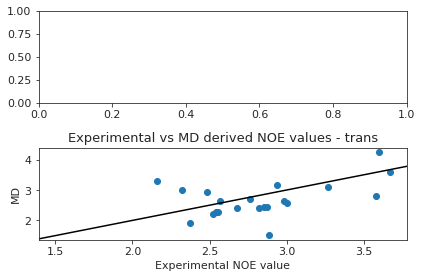 1.00
0.75
0.50
0.25
0.00
0.0 0.2 0.4 0.6 0.8 1.0
Experimental vs MD derived NOE values - trans
4
3
2
MD
1.5 2.0 2.5 3.0 3.5
Experimental NOE value